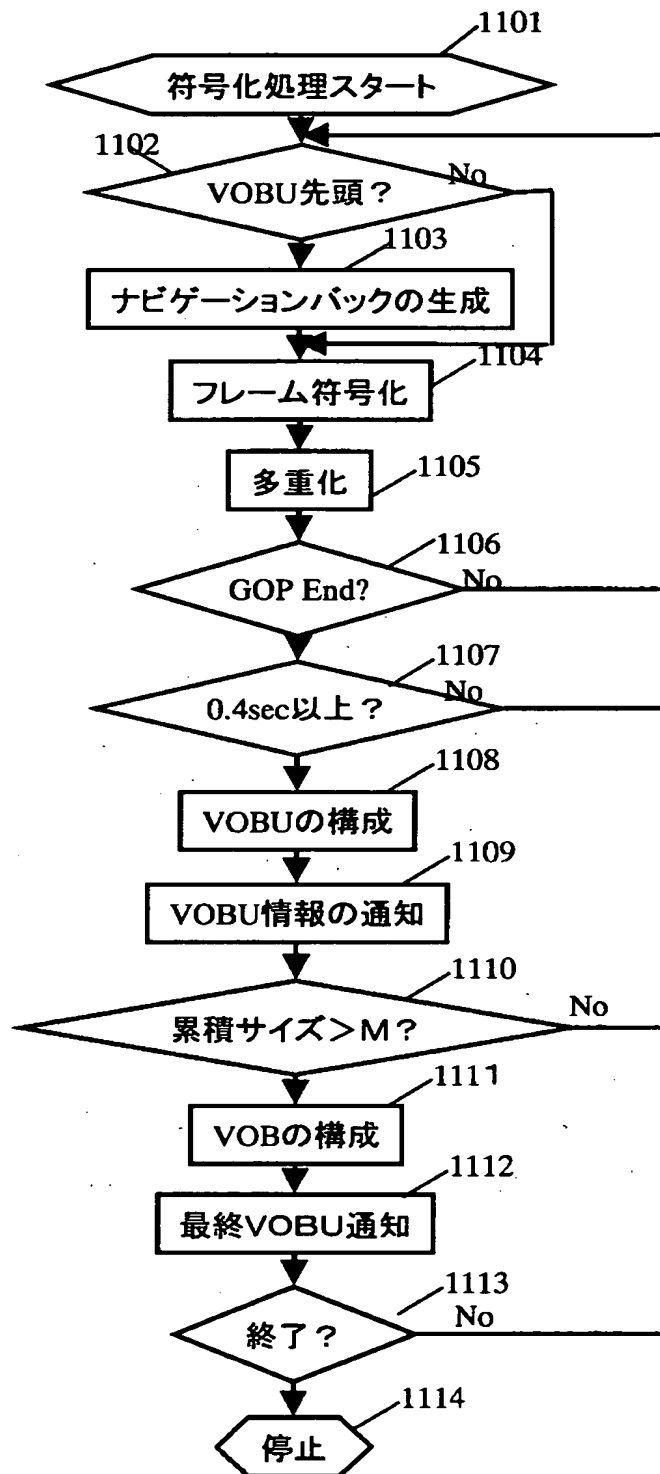 1101
符号化処理スタート
1102
VOBU先頭?
No
1103
ナビゲーションバックの生成
1104
フレーム符号化
1105
多重化
1106
GOP End?
No
1107
0.4sec以上?
No
1108
VOBUの構成
1109
VOBU情報の通知
1110
累積サイズ>M?
No
1111
VOBの構成
1112
最終VOBU通知
1113
終了?
No
1114
停止